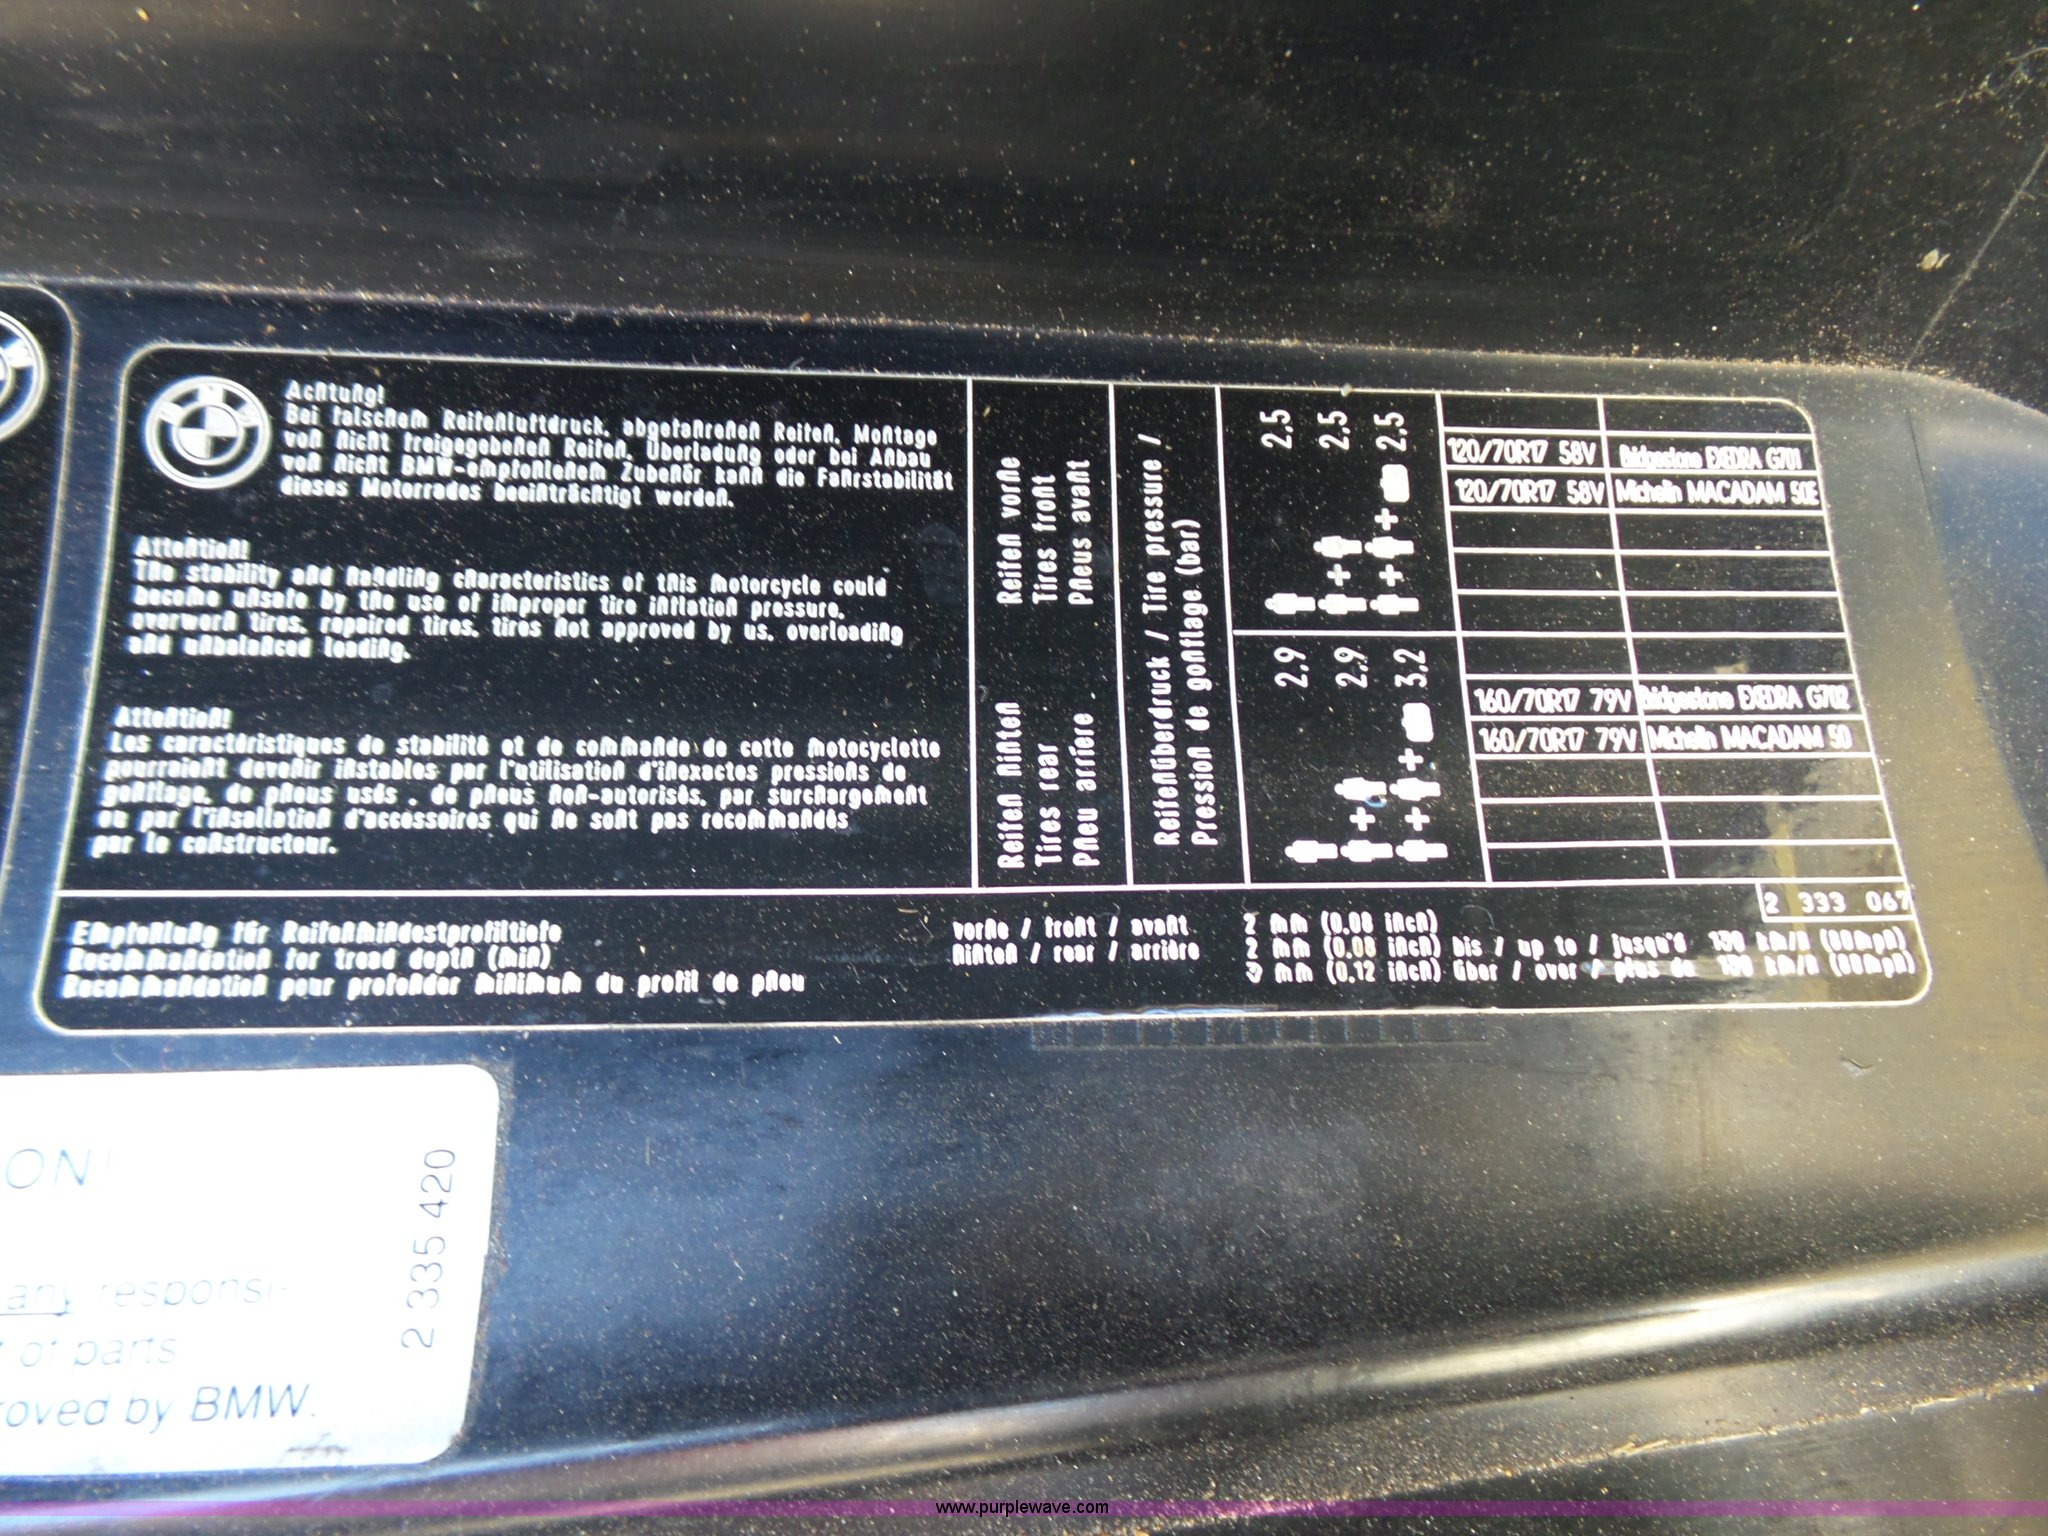 Achtung!
Bei falschem Reifenluftdruck, abgefahrenen Reifen, Montage
von nicht freigegebenen Reifen, Überladung oder bei Anbau
von nicht BMW-empfohlenem Zubehör kann die Fahrstabilität
dieses Motorrades beeinträchtigt werden.
Attention!
The stability and handling characteristics of this motorcycle could
become unsafe by the use of improper tire inflation pressure,
overworn tires, repaired tires, tires not approved by us, overloading
and unbalanced loading.
Attention!
Les caractéristiques de stabilité et de commande de cette motocyclette
pourraient devenir instables par l'utilisation d'inexactes pressions de
gonflage, de pneus usés, de pneus non-autorisés, par surchargement
ou par l'insallation d'accessoires qui ne sont pas recommandés
par le constructeur.
Reifen vorne
Tires front
Pneus avant
Reifen hinten
Tires rear
Pneu arrière
Reifenüberdruck / Tire pressure /
Pression de gonflage (bar)
2,5
+ 2,5
+ + 2,5
2,9
+ 2,9
+ + 3,2
120/70R17 58V Bridgestone EXEDRA G701
120/70R17 58V Michelin MACADAM 50E
160/70R17 79V Bridgestone EXEDRA G702
160/70R17 79V Michelin MACADAM 50
2 333 067
Empfehlung für Reifenmindestprofiltiefe
Recommandation for tread depth (min)
Recommandation pour profonder minimum du profil de pneu
vorne / front / avant 2 mm (0.08 inch)
hinten / rear / arrière 2 mm (0.08 inch) bis / up to / jusqu'à 130 km/h (80mph)
3 mm (0.12 inch) über / over / plus de 130 km/h (80mph)
ON!
any responsi-
of parts
roved by BMW.
2 335 420
www.purplewave.com